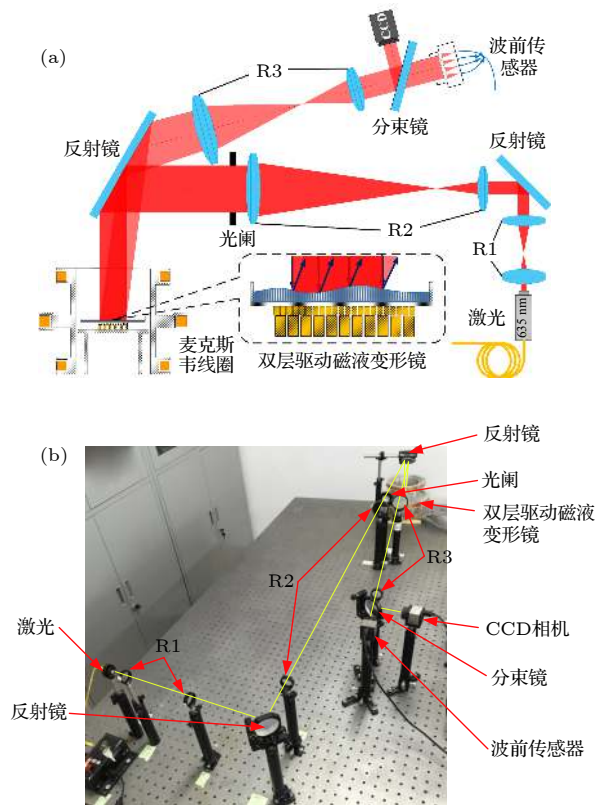 (a)
CCD
波前传
感器
R3
分束镜
反射镜
反射镜
光阑
R2
R1
激光
635 nm
麦克斯
韦线圈
双层驱动磁液变形镜
(b)
反射镜
光阑
双层驱动磁液
变形镜
R3
R2
CCD相机
激光
R1
分束镜
反射镜
波前传感器